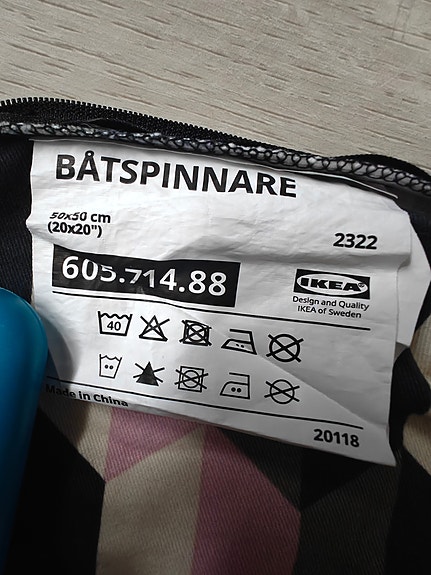 BÅTSPINNARE
50x50 cm
(20x20")
2322
605.714.88
IKEA®
Design and Quality
IKEA of Sweden
40
Made in China
20118